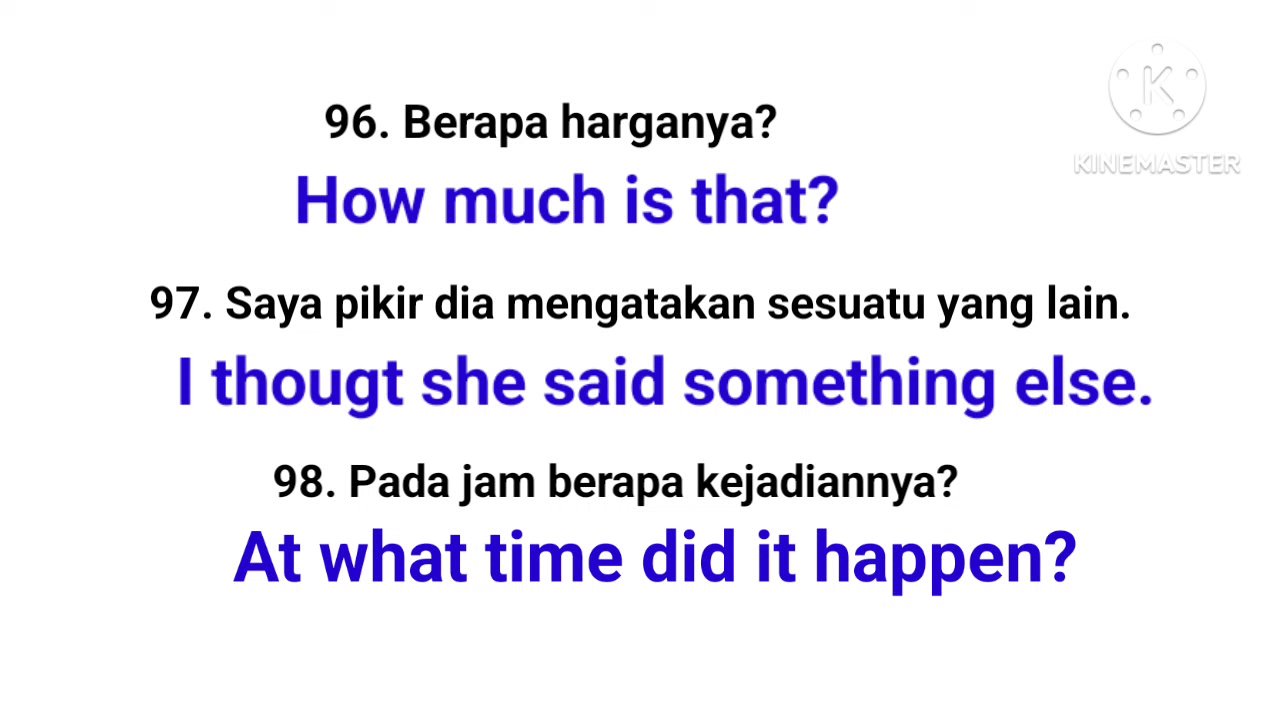 96. Berapa harganya?
How much is that?
97. Saya pikir dia mengatakan sesuatu yang lain.
I thougt she said something else.
98. Pada jam berapa kejadiannya?
At what time did it happen?
K
KINEMASTER